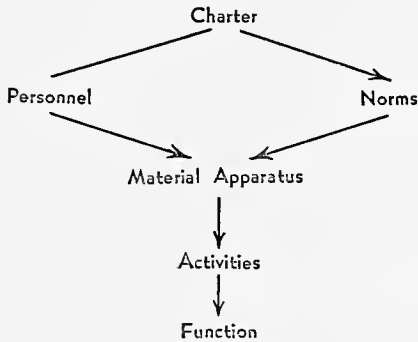 Charter
Personnel Norms
Material Apparatus
Activities
Function